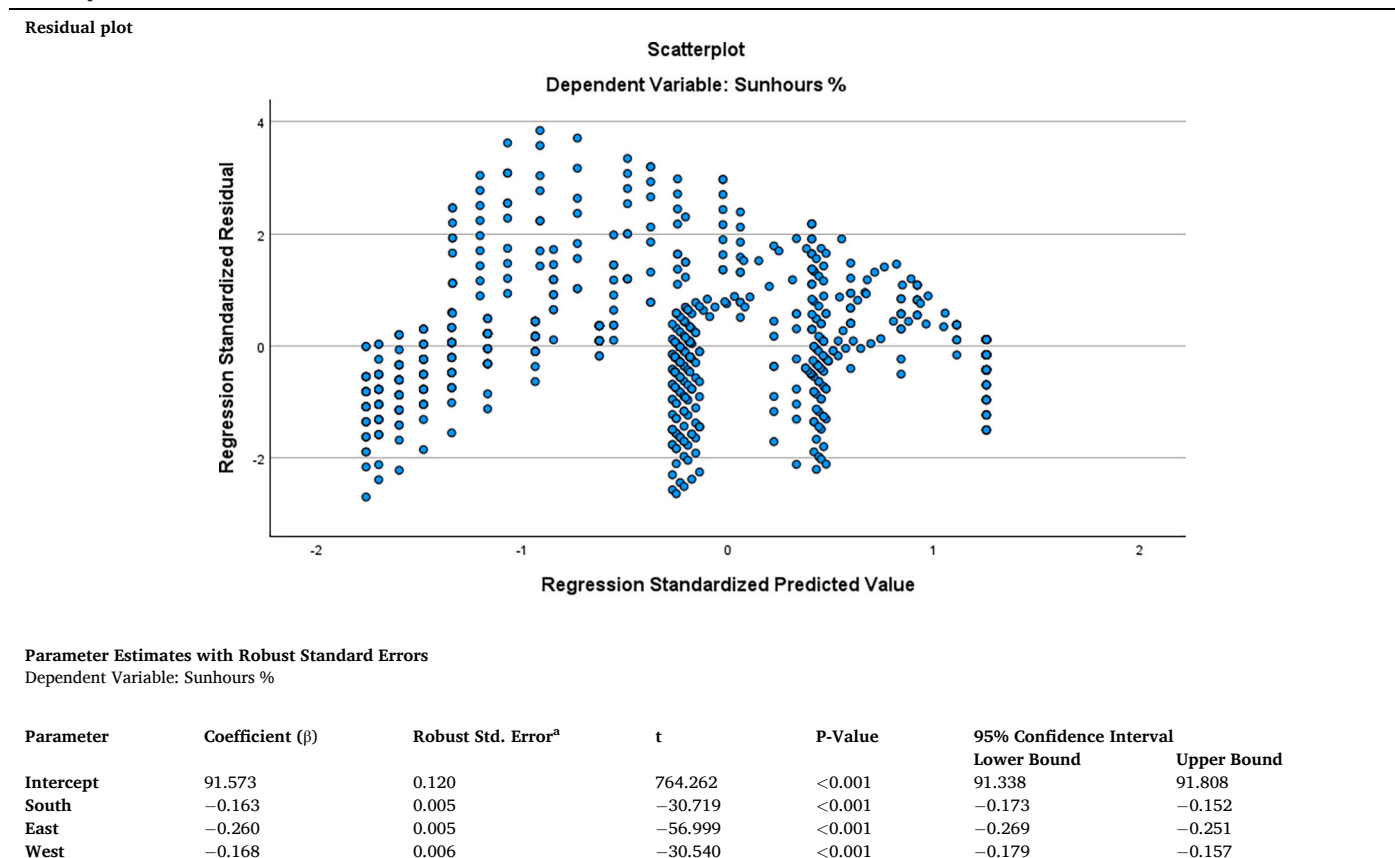 Residual plot
Scatterplot
Dependent Variable: Sunhours %
4
2
0
-2
Regression Standardized Residual
-2 -1 0 1 2
Regression Standardized Predicted Value
Parameter Estimates with Robust Standard Errors
Dependent Variable: Sunhours %
Parameter Coefficient (β) Robust Std. Errorᵃ t P-Value 95% Confidence Interval
Lower Bound Upper Bound
Intercept 91.573 0.120 764.262 <0.001 91.338 91.808
South −0.163 0.005 −30.719 <0.001 −0.173 −0.152
East −0.260 0.005 −56.999 <0.001 −0.269 −0.251
West −0.168 0.006 −30.540 <0.001 −0.179 −0.157